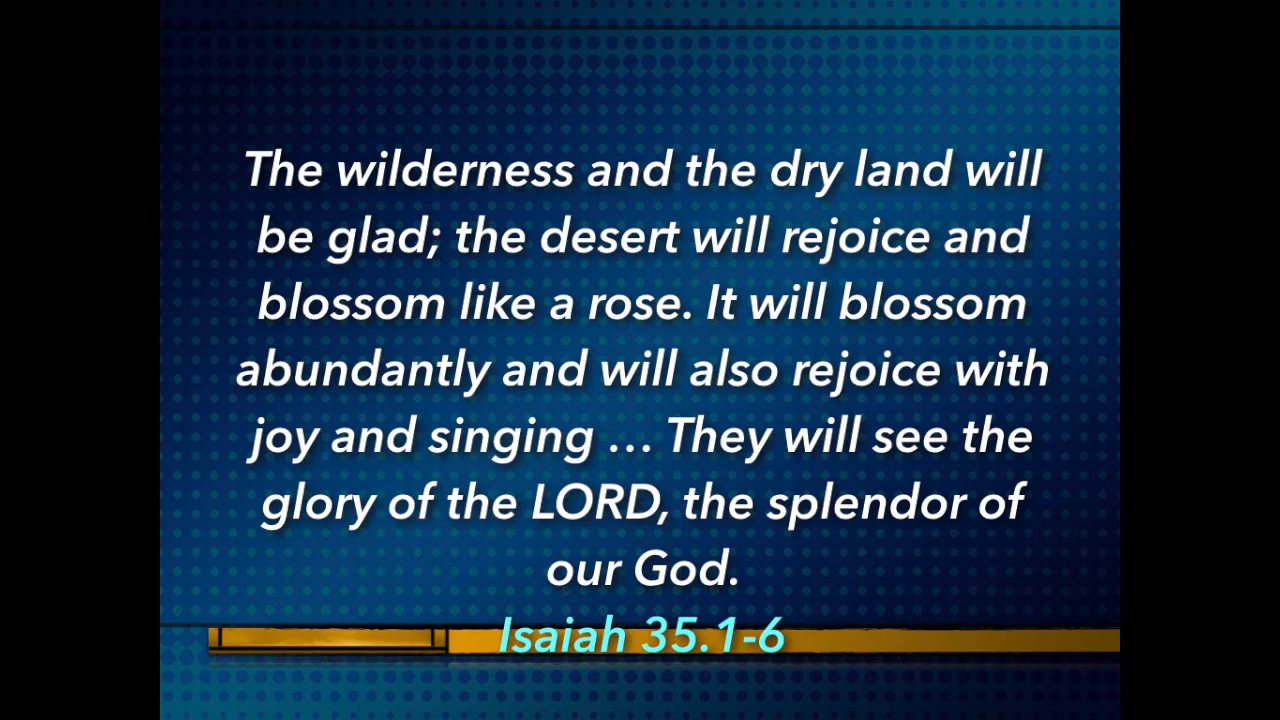 The wilderness and the dry land will
be glad; the desert will rejoice and
blossom like a rose. It will blossom
abundantly and will also rejoice with
joy and singing … They will see the
glory of the LORD, the splendor of
our God.
Isaiah 35.1-6